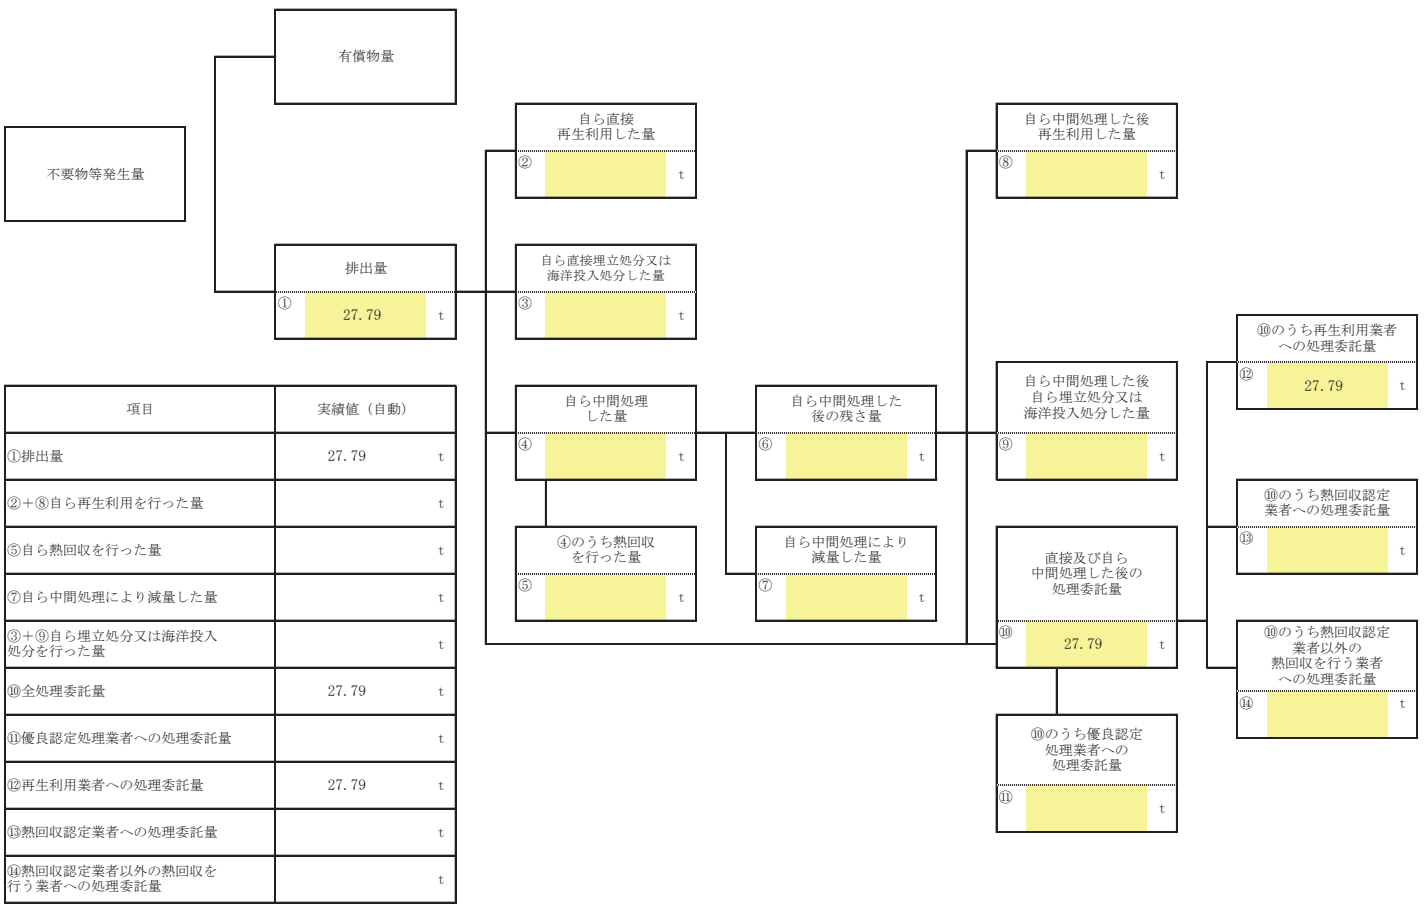 有償物量
不要物等発生量
排出量
①
27.79
t
自ら直接
再生利用した量
②
t
自ら直接埋立処分又は
海洋投入処分した量
③
t
自ら中間処理
した量
④
t
④のうち熱回収
を行った量
⑤
t
自ら中間処理した
後の残さ量
⑥
t
自ら中間処理により
減量した量
⑦
t
自ら中間処理した後
再生利用した量
⑧
t
自ら中間処理した後
自ら埋立処分又は
海洋投入処分した量
⑨
t
直接及び自ら
中間処理した後の
処理委託量
⑩
27.79
t
⑩のうち優良認定
処理業者への
処理委託量
⑪
t
⑩のうち再生利用業者
への処理委託量
⑫
27.79
t
⑩のうち熱回収認定
業者への処理委託量
⑬
t
⑩のうち熱回収認定
業者以外の
熱回収を行う業者
への処理委託量
⑭
t
項目 実績値（自動）
①排出量 27.79 t
②＋⑧自ら再生利用を行った量 t
⑤自ら熱回収を行った量 t
⑦自ら中間処理により減量した量 t
③＋⑨自ら埋立処分又は海洋投入
処分を行った量 t
⑩全処理委託量 27.79 t
⑪優良認定処理業者への処理委託量 t
⑫再生利用業者への処理委託量 27.79 t
⑬熱回収認定業者への処理委託量 t
⑭熱回収認定業者以外の熱回収を
行う業者への処理委託量 t